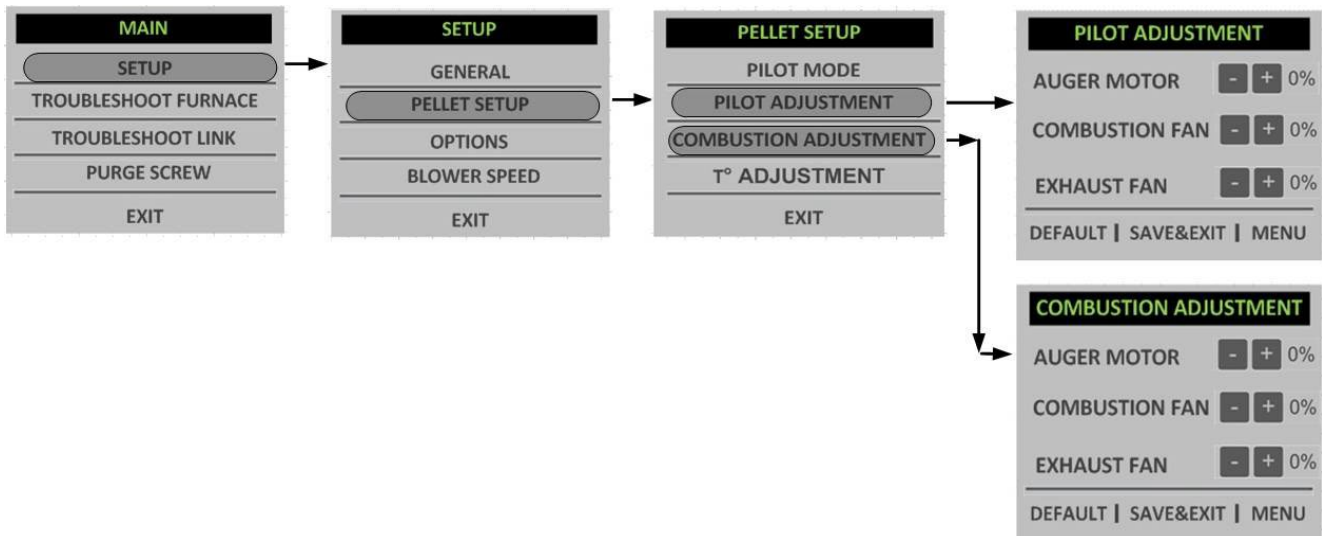 MAIN
SETUP
TROUBLESHOOT FURNACE
TROUBLESHOOT LINK
PURGE SCREW
EXIT
SETUP
GENERAL
PELLET SETUP
OPTIONS
BLOWER SPEED
EXIT
PELLET SETUP
PILOT MODE
PILOT ADJUSTMENT
COMBUSTION ADJUSTMENT
T° ADJUSTMENT
EXIT
PILOT ADJUSTMENT
AUGER MOTOR - + 0%
COMBUSTION FAN - + 0%
EXHAUST FAN - + 0%
DEFAULT | SAVE&EXIT | MENU
COMBUSTION ADJUSTMENT
AUGER MOTOR - + 0%
COMBUSTION FAN - + 0%
EXHAUST FAN - + 0%
DEFAULT | SAVE&EXIT | MENU